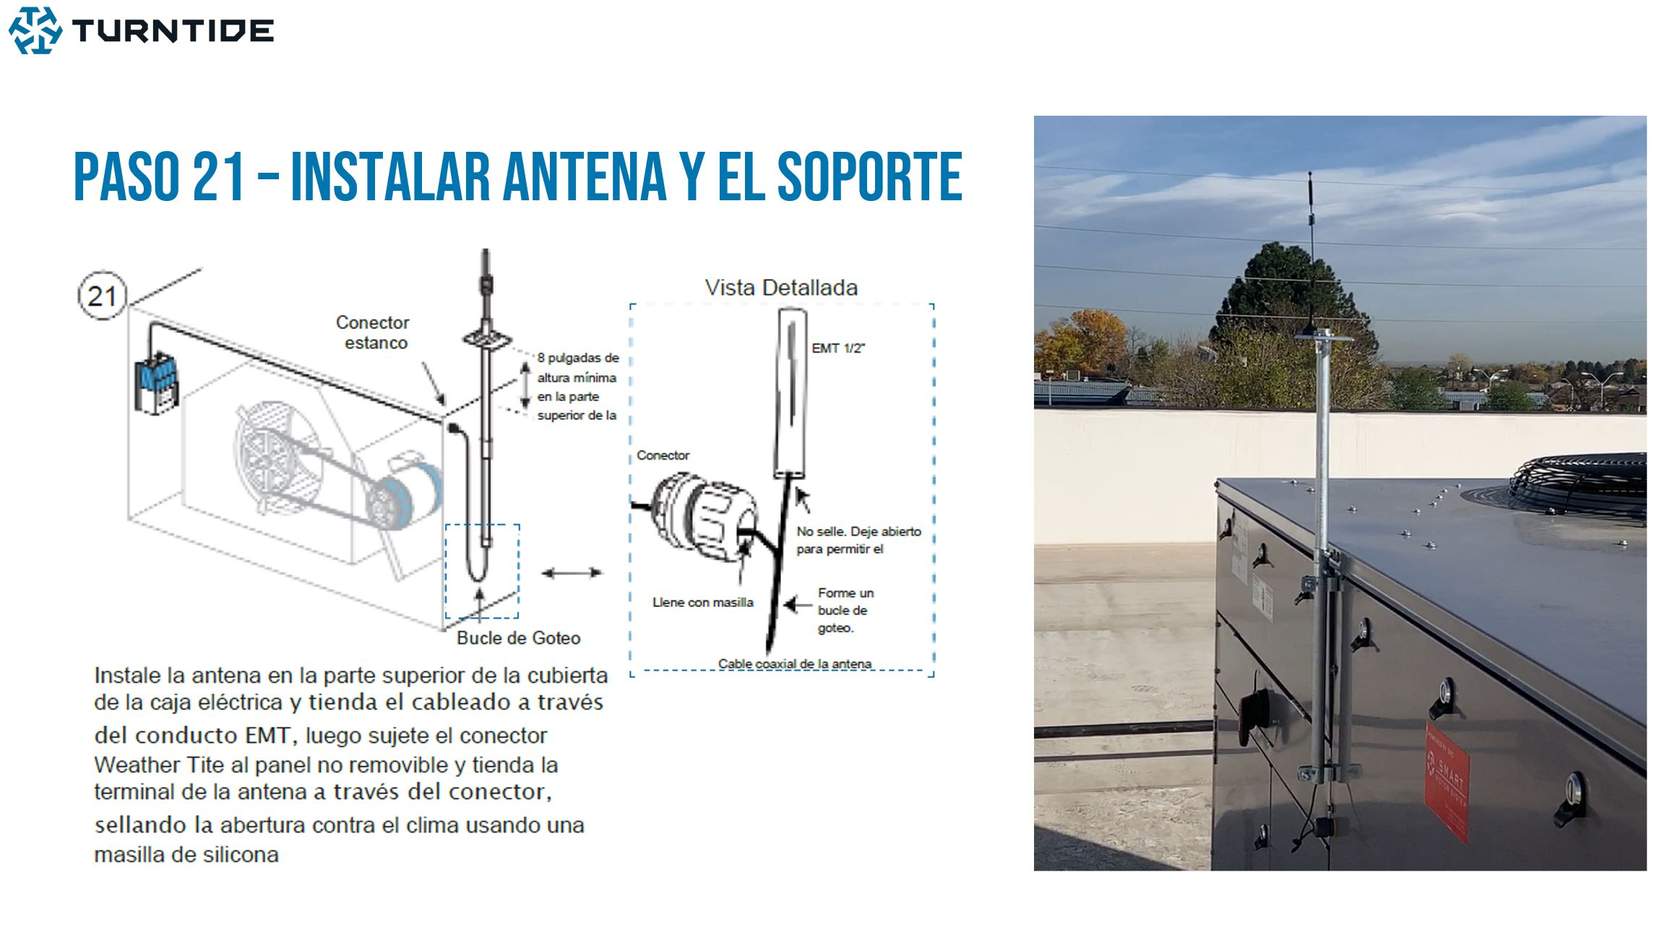 TURNTIDE
PASO 21 – INSTALAR ANTENA Y EL SOPORTE
21
Conector
estanco
8 pulgadas de
altura mínima
en la parte
superior de la
Bucle de Goteo
Vista Detallada
EMT 1/2"
Conector
No selle. Deje abierto
para permitir el
Llene con masilla
Forme un
bucle de
goteo.
Cable coaxial de la antena
Instale la antena en la parte superior de la cubierta
de la caja eléctrica y tienda el cableado a través
del conducto EMT, luego sujete el conector
Weather Tite al panel no removible y tienda la
terminal de la antena a través del conector,
sellando la abertura contra el clima usando una
masilla de silicona
SMART